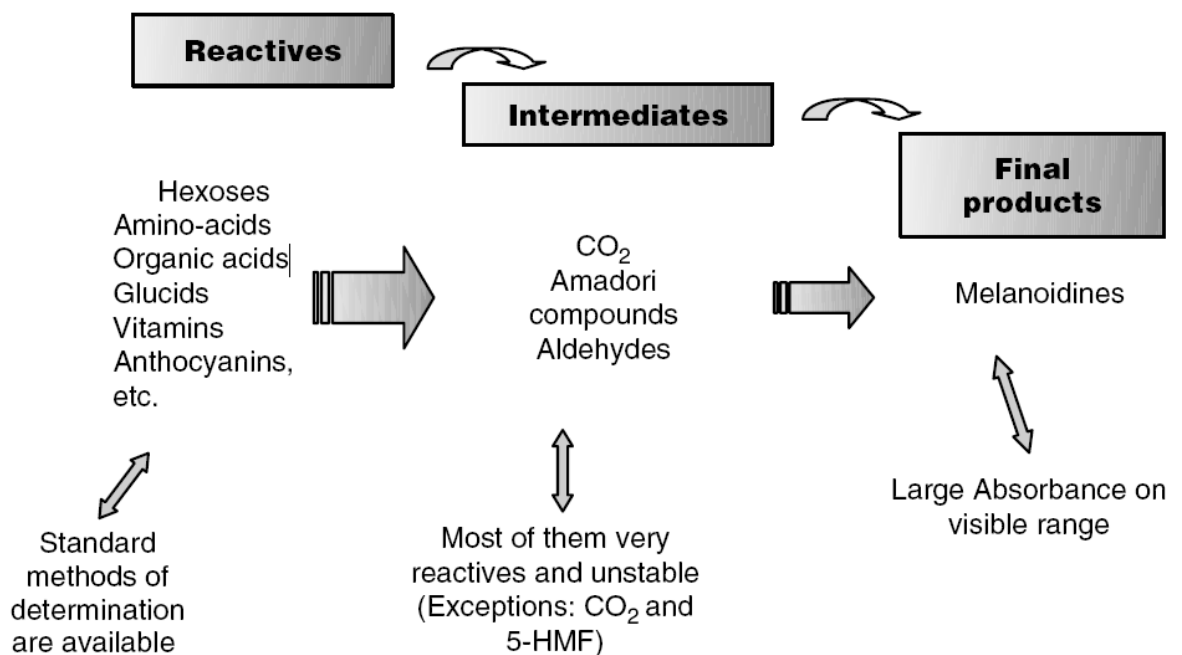 Reactives
Intermediates
Final
products
Hexoses
Amino-acids
Organic acids
Glucids
Vitamins
Anthocyanins,
etc.
CO₂
Amadori
compounds
Aldehydes
Melanoidines
Standard
methods of
determination
are available
Most of them very
reactives and unstable
(Exceptions: CO₂ and
5-HMF)
Large Absorbance on
visible range